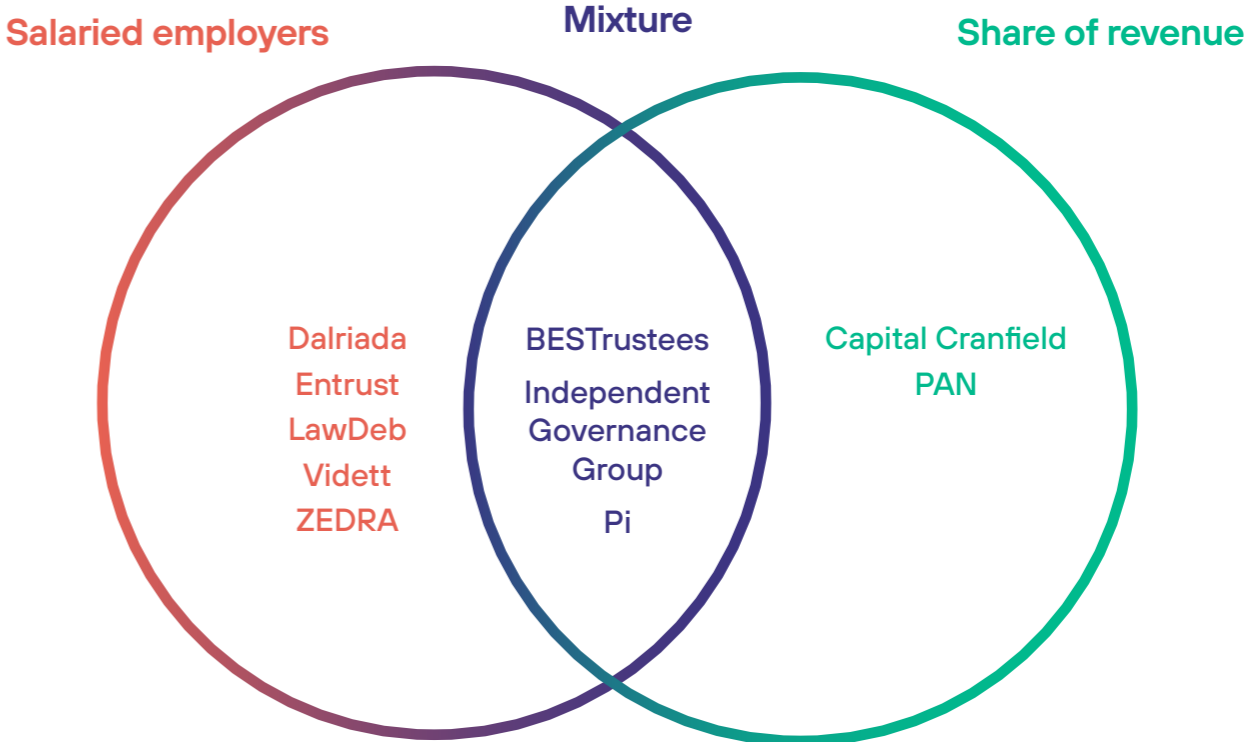 Salaried employers
Mixture
Share of revenue
Dalriada
Entrust
LawDeb
Vidett
ZEDRA
BESTrustees
Independent
Governance
Group
Pi
Capital Cranfield
PAN